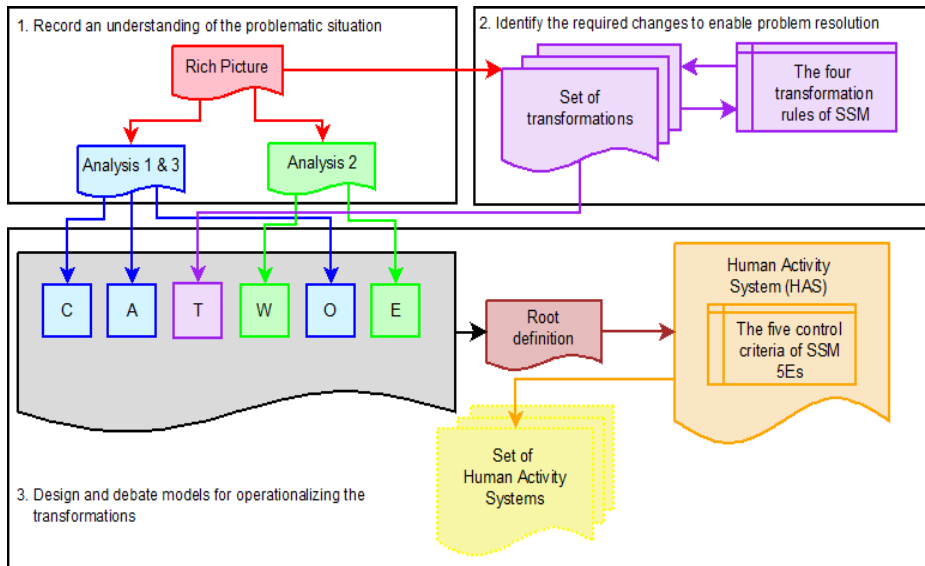 1. Record an understanding of the problematic situation
Rich Picture
Analysis 1 & 3
Analysis 2
2. Identify the required changes to enable problem resolution
Set of
transformations
The four
transformation
rules of SSM
C
A
T
W
O
E
Root
definition
Human Activity
System (HAS)
The five control
criteria of SSM
5Es
Set of
Human Activity
Systems
3. Design and debate models for operationalizing the
transformations